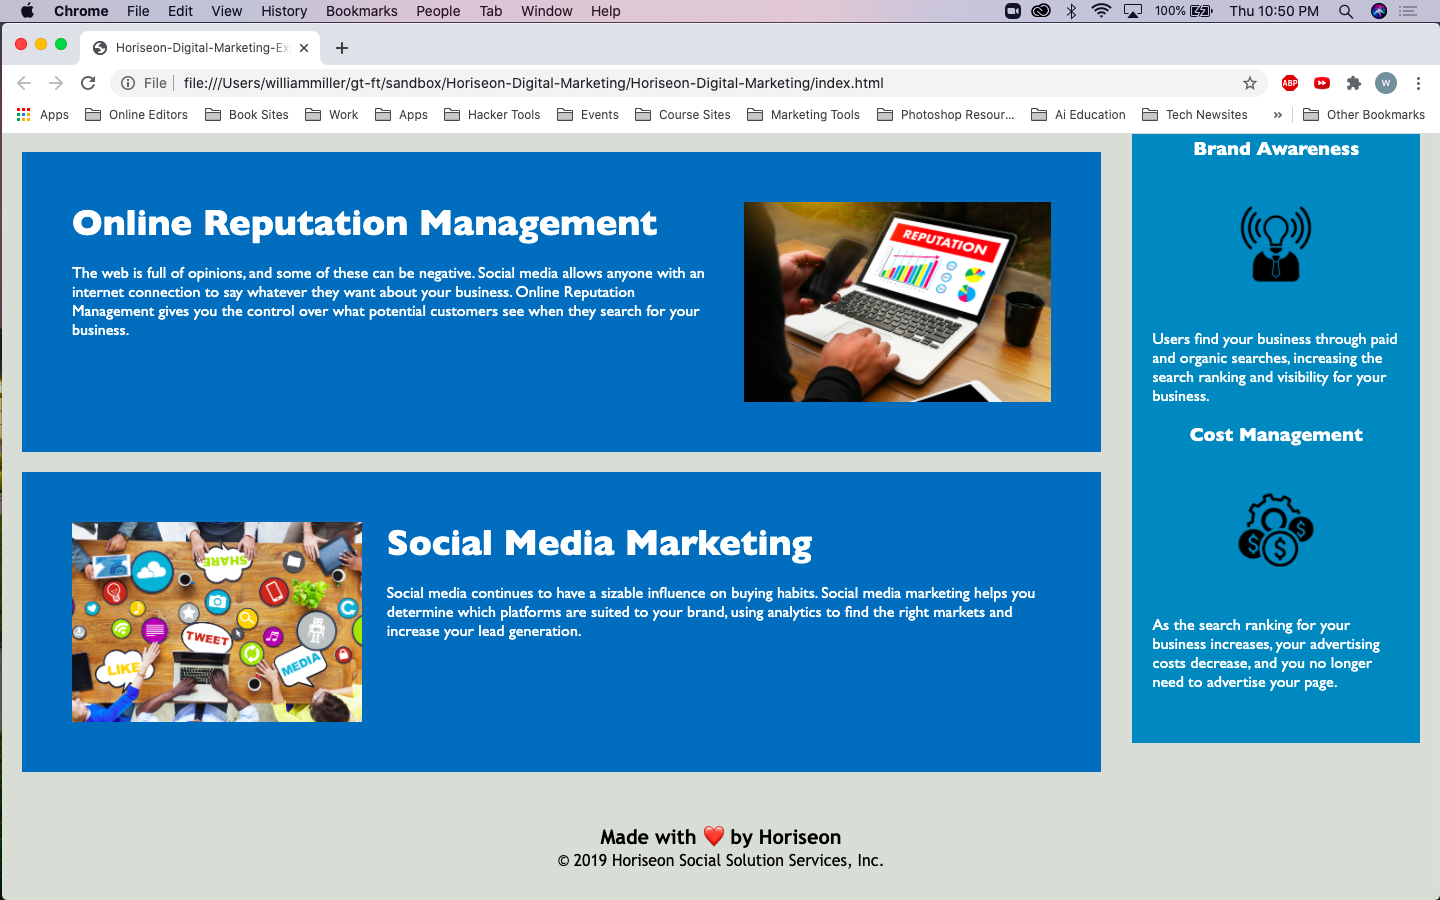 Chrome File Edit View History Bookmarks People Tab Window Help 100% Thu 10:50 PM
Horiseon-Digital-Marketing-Ex
File file:///Users/williammiller/gt-ft/sandbox/Horiseon-Digital-Marketing/Horiseon-Digital-Marketing/index.html ABP W
Apps Online Editors Book Sites Work Apps Hacker Tools Events Course Sites Marketing Tools Photoshop Resour... Ai Education Tech Newsites » Other Bookmarks
Online Reputation Management
The web is full of opinions, and some of these can be negative. Social media allows anyone with an
internet connection to say whatever they want about your business. Online Reputation
Management gives you the control over what potential customers see when they search for your
business.
REPUTATION
Social Media Marketing
Social media continues to have a sizable influence on buying habits. Social media marketing helps you
determine which platforms are suited to your brand, using analytics to find the right markets and
increase your lead generation.
SHARE
TWEET
LIKE
MEDIA
Brand Awareness
Users find your business through paid
and organic searches, increasing the
search ranking and visibility for your
business.
Cost Management
$
$
$
As the search ranking for your
business increases, your advertising
costs decrease, and you no longer
need to advertise your page.
Made with ❤️ by Horiseon
© 2019 Horiseon Social Solution Services, Inc.